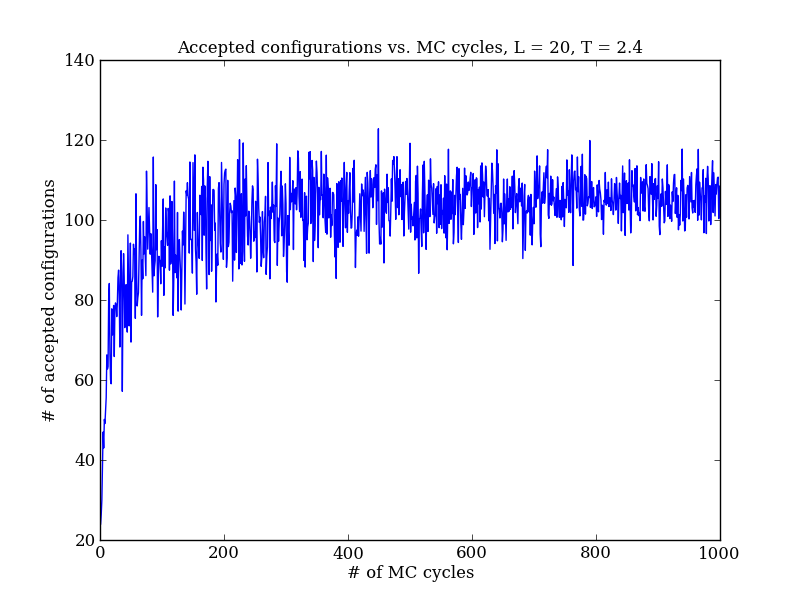 Accepted configurations vs. MC cycles, L = 20, T = 2.4
140
120
100
80
60
40
20
# of accepted configurations
0 200 400 600 800 1000
# of MC cycles